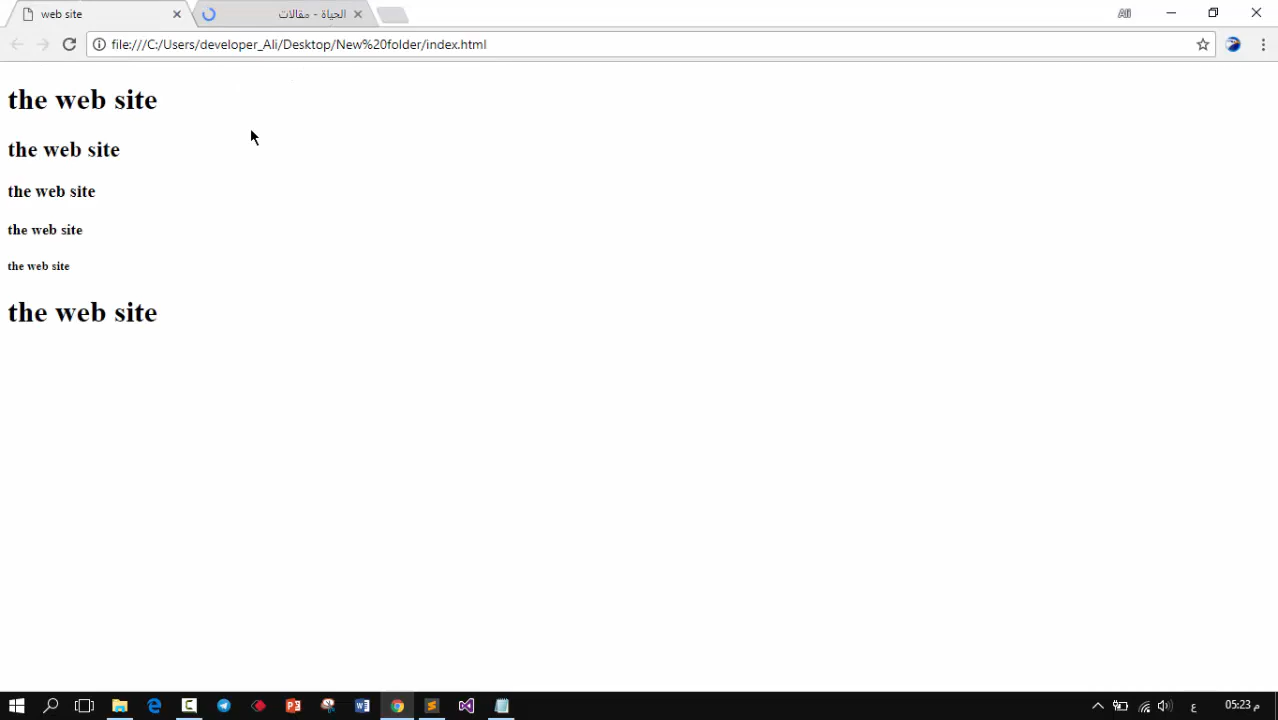 web site
الحياة - مقالات
Ali
file:///C:/Users/developer_Ali/Desktop/New%20folder/index.html
the web site
the web site
the web site
the web site
the web site
the web site
ع
05:23 م